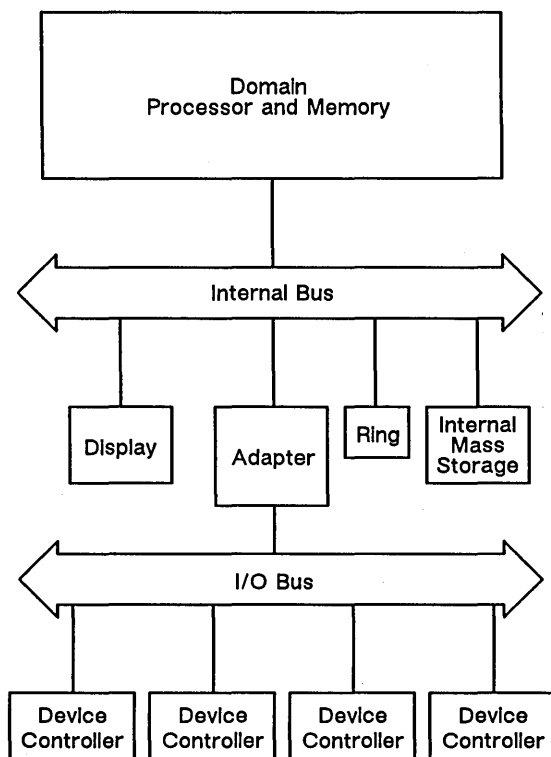 Domain
Processor and Memory
Internal Bus
Display
Adapter
Ring
Internal
Mass
Storage
I/O Bus
Device
Controller
Device
Controller
Device
Controller
Device
Controller